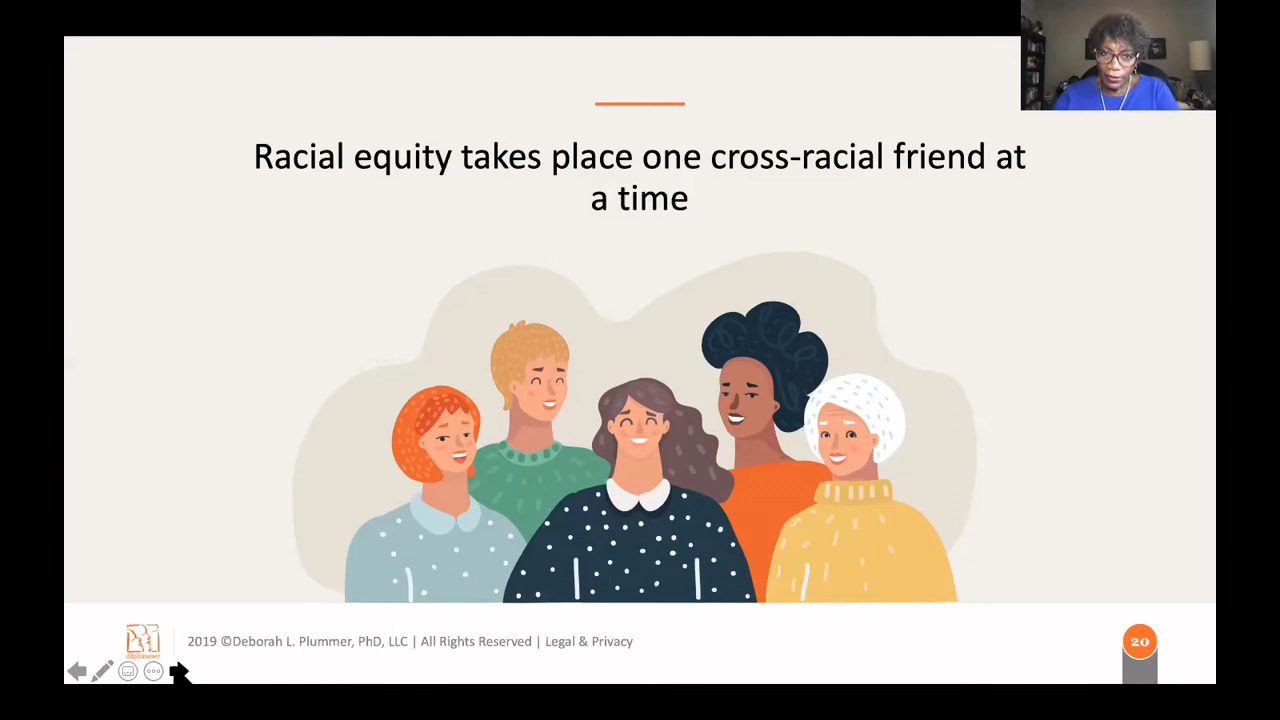 Racial equity takes place one cross-racial friend at
a time
2019 ©Deborah L. Plummer, PhD, LLC | All Rights Reserved | Legal & Privacy
20
dlbplummer